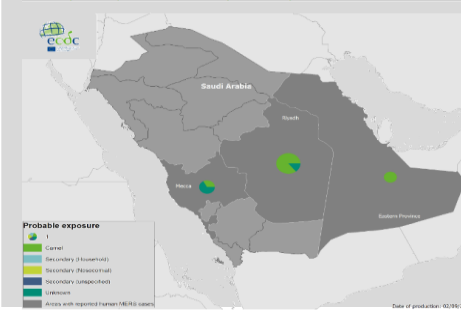 ecdc
Saudi Arabia
Riyadh
Mecca
Eastern Province
Probable exposure
1
Camel
Secondary (Household)
Secondary (Nosocomial)
Secondary (unspecified)
Unknown
Areas with reported human MERS cases
Date of production: 02/09/